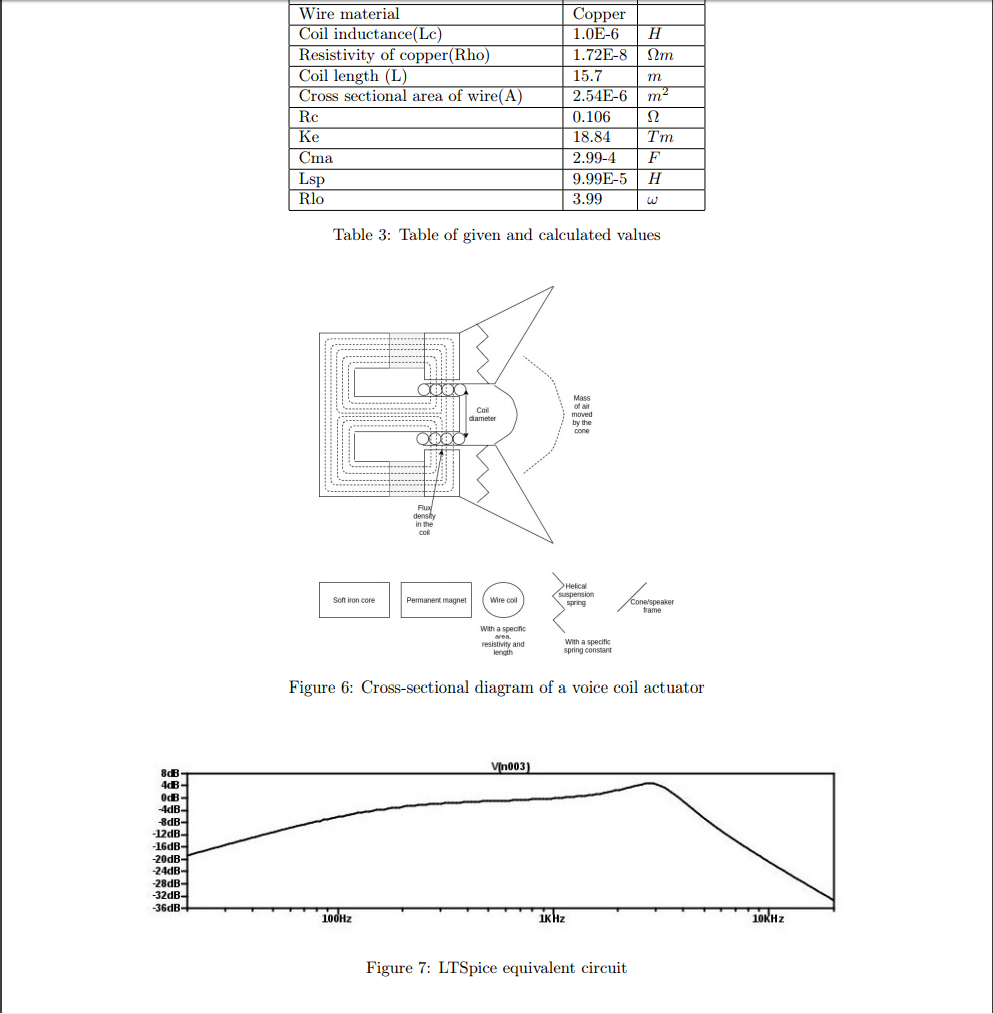 Wire material Copper
Coil inductance(Lc) 1.0E-6 H
Resistivity of copper(Rho) 1.72E-8 Ωm
Coil length (L) 15.7 m
Cross sectional area of wire(A) 2.54E-6 m²
Rc 0.106 Ω
Ke 18.84 Tm
Cma 2.99-4 F
Lsp 9.99E-5 H
Rlo 3.99 ω
Table 3: Table of given and calculated values
Coil
diameter
Mass
of air
moved
by the
cone
Flux
density
in the
coil
Soft iron core
Permanent magnet
Wire coil
With a specific
area,
resistivity and
length
Helical
suspension
spring
With a specific
spring constant
Cone/speaker
frame
Figure 6: Cross-sectional diagram of a voice coil actuator
V(n003)
8dB
4dB
0dB
-4dB
-8dB
-12dB
-16dB
-20dB
-24dB
-28dB
-32dB
-36dB
100Hz 1KHz 10KHz
Figure 7: LTSpice equivalent circuit